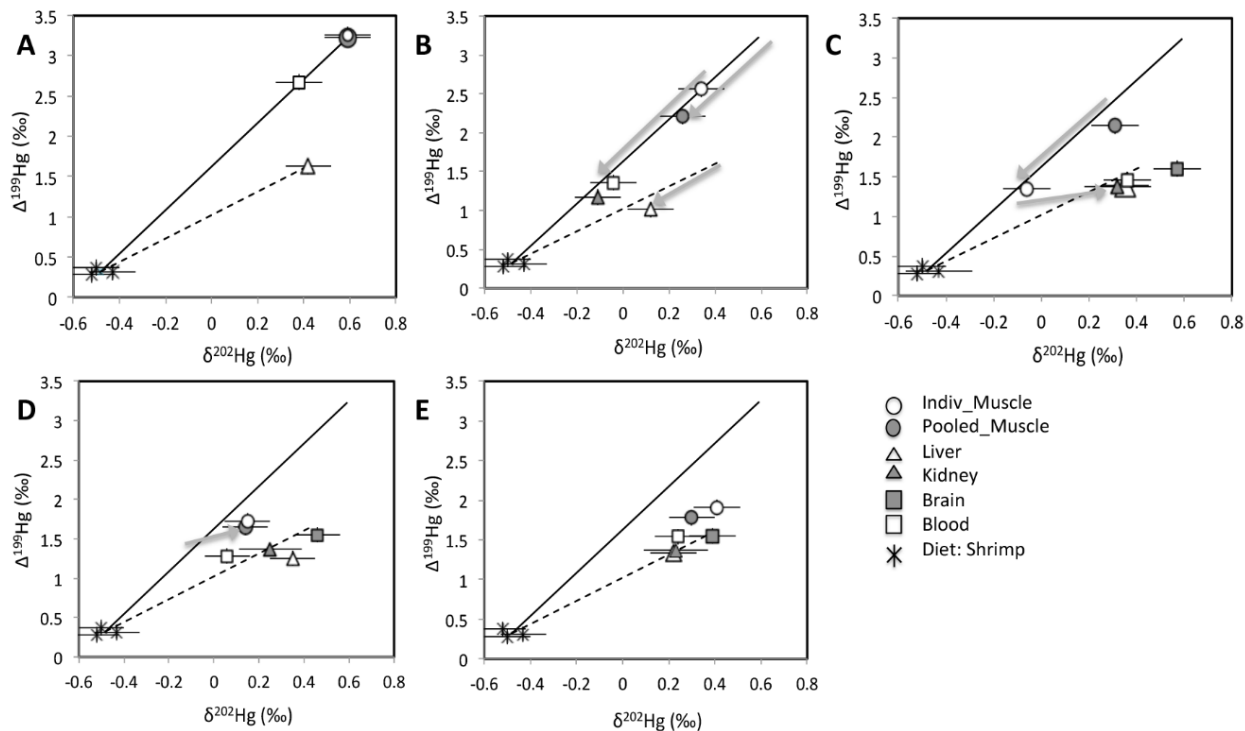 A
B
C
3.5
3
2.5
2
1.5
1
0.5
0
Δ¹⁹⁹Hg (‰)
-0.6 -0.4 -0.2 0 0.2 0.4 0.6 0.8
δ²⁰²Hg (‰)
3.5
3
2.5
2
1.5
1
0.5
0
Δ¹⁹⁹Hg (‰)
-0.6 -0.4 -0.2 0 0.2 0.4 0.6 0.8
δ²⁰²Hg (‰)
3.5
3
2.5
2
1.5
1
0.5
0
Δ¹⁹⁹Hg (‰)
-0.6 -0.4 -0.2 0 0.2 0.4 0.6 0.8
δ²⁰²Hg (‰)
D
E
3.5
3
2.5
2
1.5
1
0.5
0
Δ¹⁹⁹Hg (‰)
-0.6 -0.4 -0.2 0 0.2 0.4 0.6 0.8
δ²⁰²Hg (‰)
3.5
3
2.5
2
1.5
1
0.5
0
Δ¹⁹⁹Hg (‰)
-0.6 -0.4 -0.2 0 0.2 0.4 0.6 0.8
δ²⁰²Hg (‰)
Indiv_Muscle
Pooled_Muscle
Liver
Kidney
Brain
Blood
Diet: Shrimp